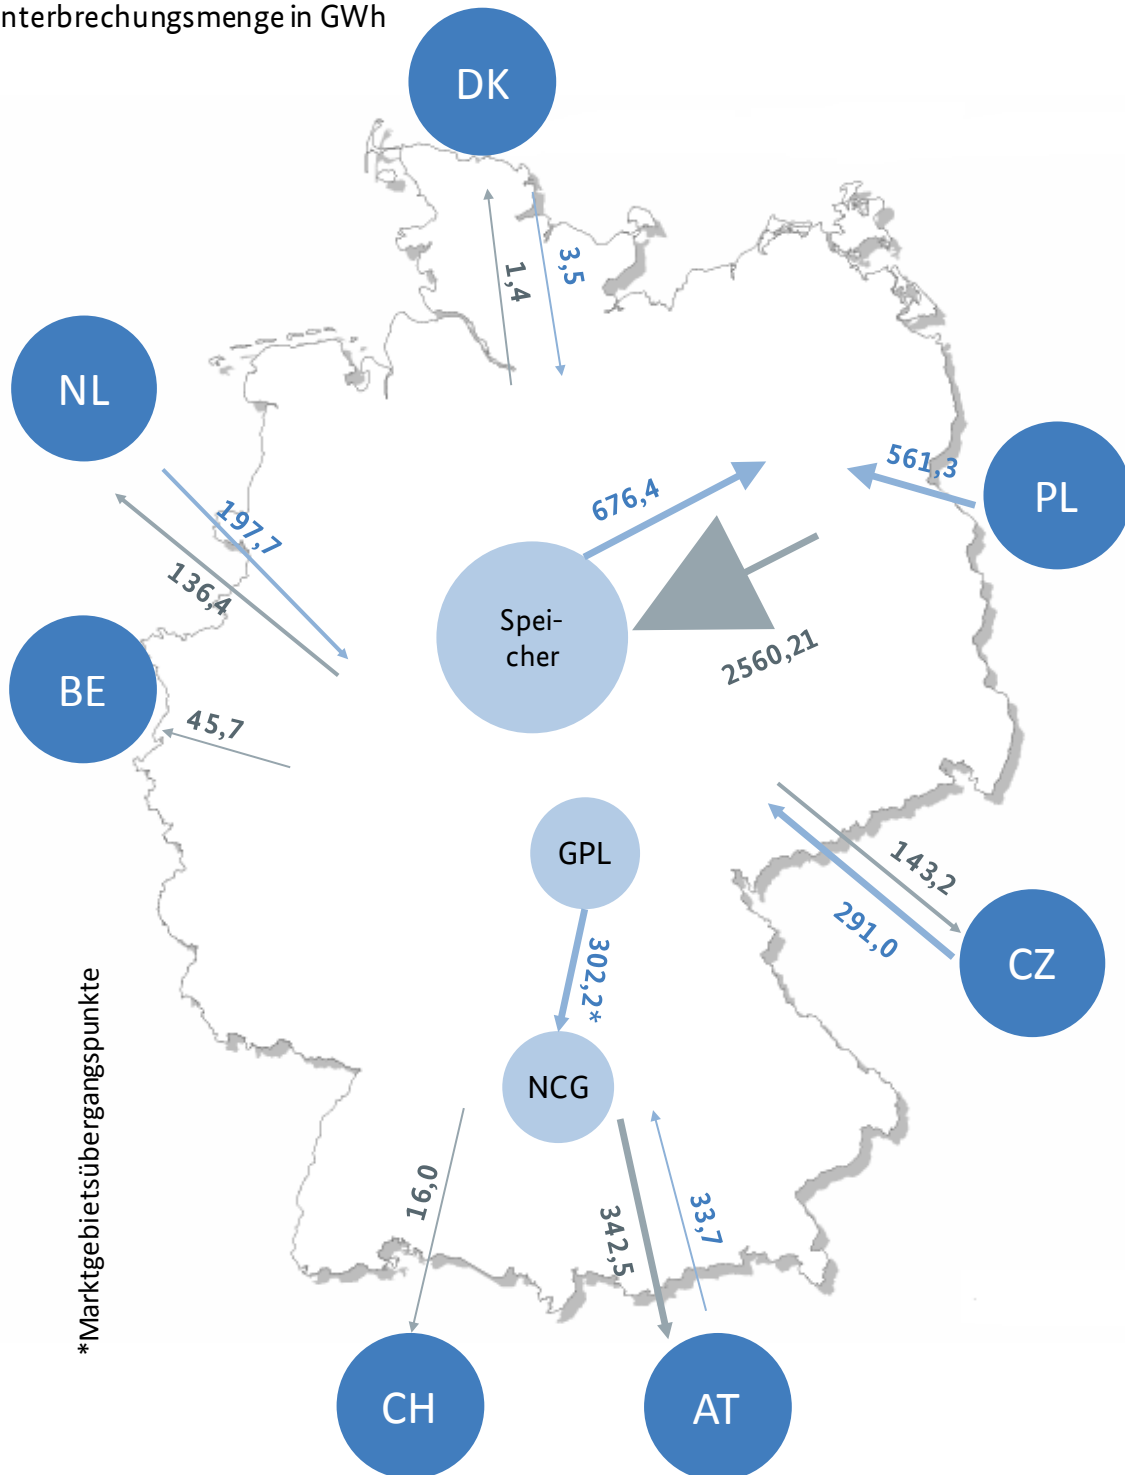 nterbrechungsmenge in GWh
DK
1,4
3,5
NL
197,7
136,4
676,4
561,3
PL
Spei-
cher
2560,21
BE
45,7
GPL
143,2
291,0
CZ
302,2*
NCG
*Marktgebietsübergangspunkte
16,0
342,5
33,7
CH
AT